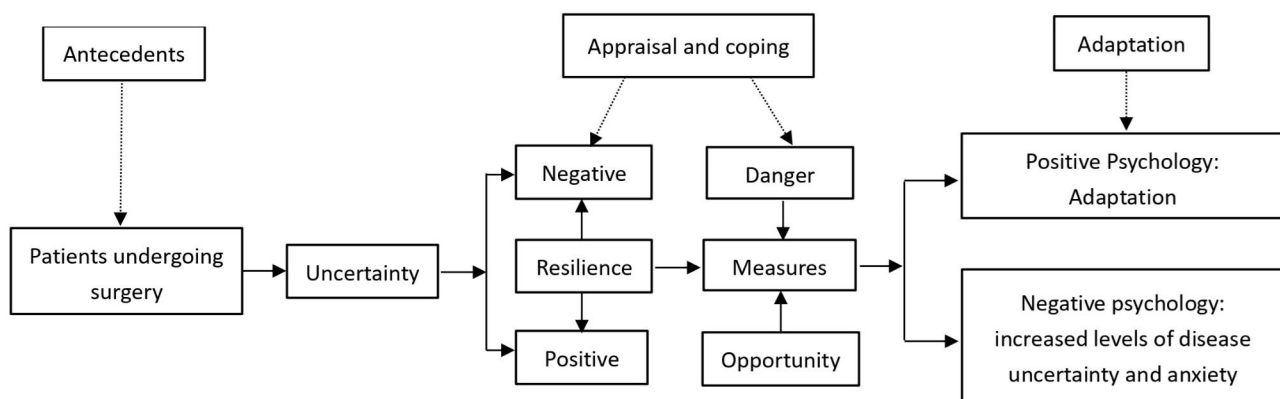 Antecedents
Appraisal and coping
Adaptation
Negative
Danger
Positive Psychology:
Adaptation
Patients undergoing
surgery
Uncertainty
Resilience
Measures
Positive
Opportunity
Negative psychology:
increased levels of disease
uncertainty and anxiety